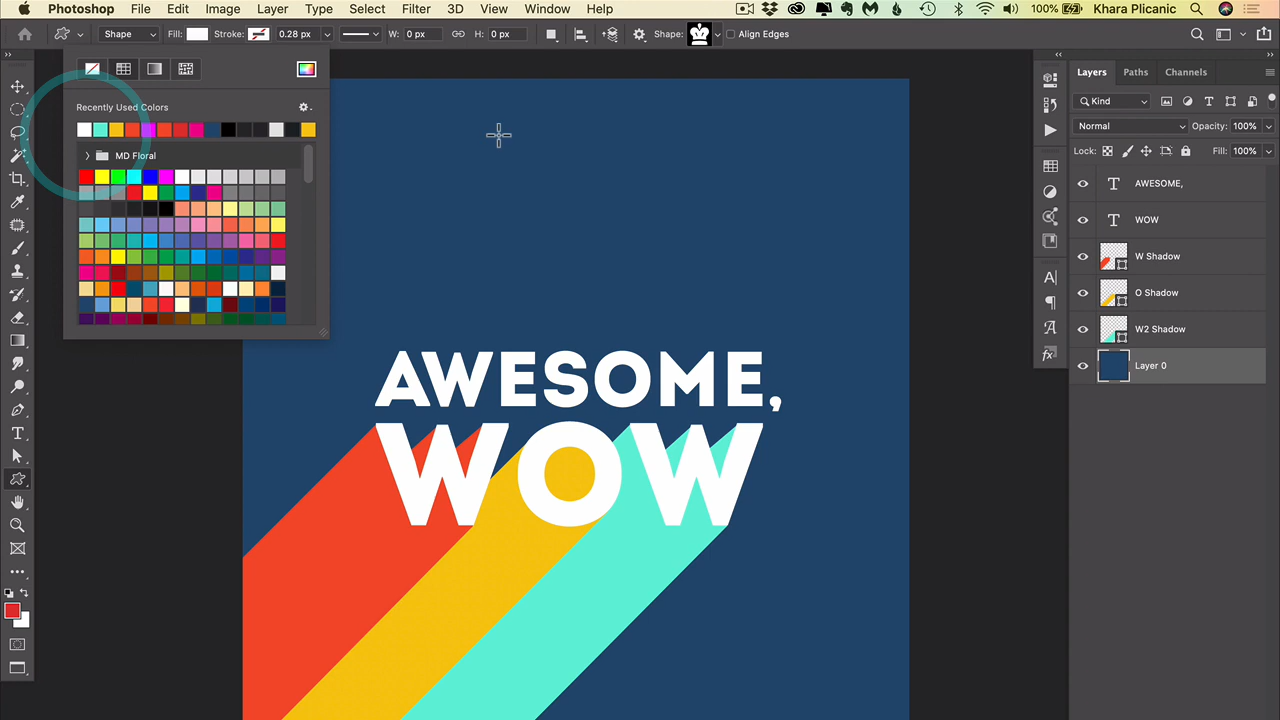 Photoshop File Edit Image Layer Type Select Filter 3D View Window Help 100% Khara Plicanic
Shape Fill: Stroke: 0.28 px W: 0 px H: 0 px Shape: Align Edges
Recently Used Colors
MD Floral
AWESOME,
WOW
Layers Paths Channels
Kind
Normal Opacity: 100%
Lock: Fill: 100%
AWESOME,
WOW
W Shadow
O Shadow
W2 Shadow
Layer 0